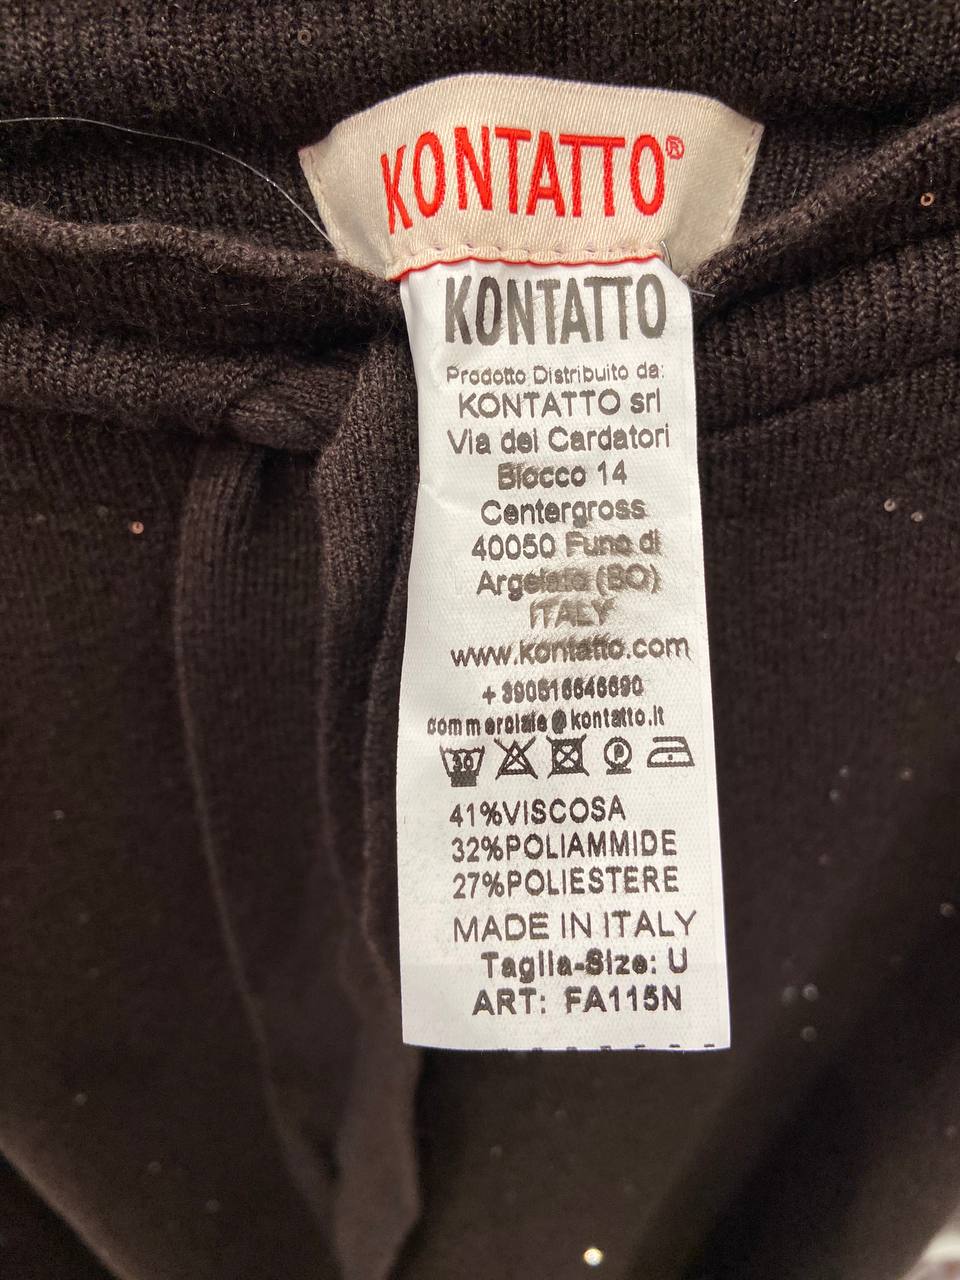 KONTATTO®
KONTATTO
Prodotto Distribuito da:
KONTATTO srl
Via dei Cardatori
Blocco 14
Centergross
40050 Funo di
Argelato (BO)
ITALY
www.kontatto.com
+390516646690
commerciale@kontatto.it
30 P
41%VISCOSA
32%POLIAMMIDE
27%POLIESTERE
MADE IN ITALY
Taglia-Size: U
ART: FA115N